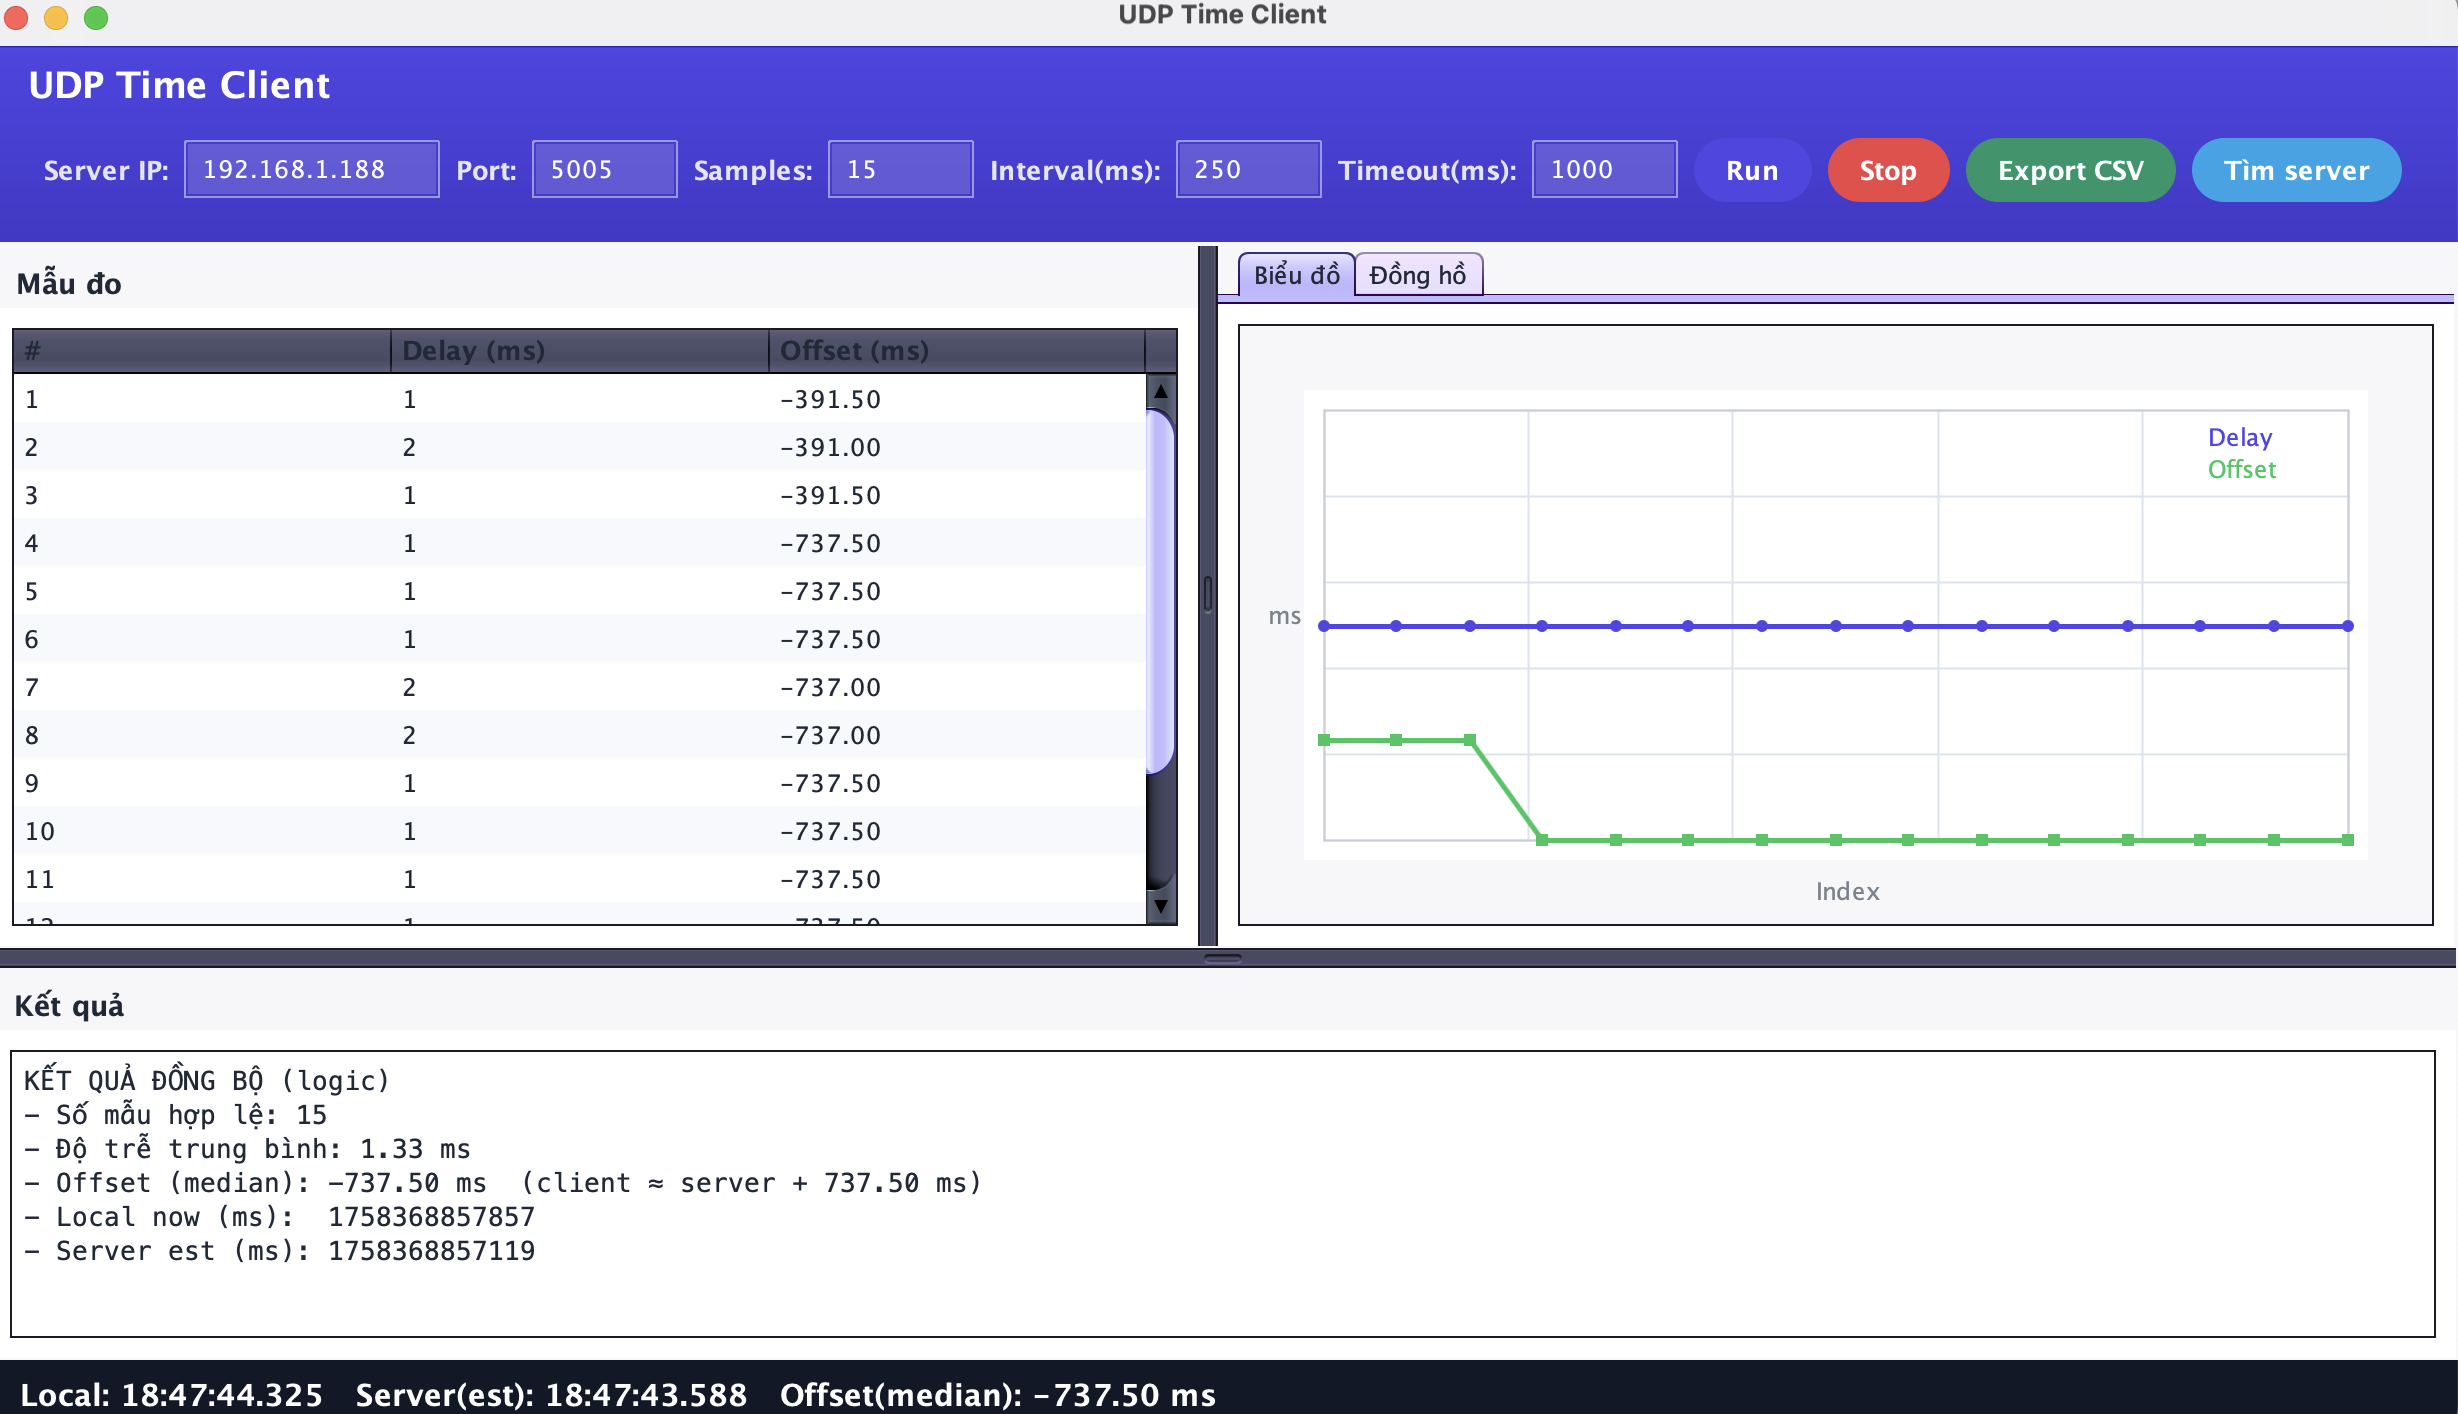 UDP Time Client
UDP Time Client
Server IP: 192.168.1.188 Port: 5005 Samples: 15 Interval(ms): 250 Timeout(ms): 1000 Run Stop Export CSV Tìm server
Mẫu đo
# Delay (ms) Offset (ms)
1 1 -391.50
2 2 -391.00
3 1 -391.50
4 1 -737.50
5 1 -737.50
6 1 -737.50
7 2 -737.00
8 2 -737.00
9 1 -737.50
10 1 -737.50
11 1 -737.50
12 1 -737.50
Biểu đồ Đồng hồ
Delay
Offset
ms
Index
Kết quả
KẾT QUẢ ĐỒNG BỘ (logic)
- Số mẫu hợp lệ: 15
- Độ trễ trung bình: 1.33 ms
- Offset (median): -737.50 ms (client ≈ server + 737.50 ms)
- Local now (ms): 1758368857857
- Server est (ms): 1758368857119
Local: 18:47:44.325 Server(est): 18:47:43.588 Offset(median): -737.50 ms